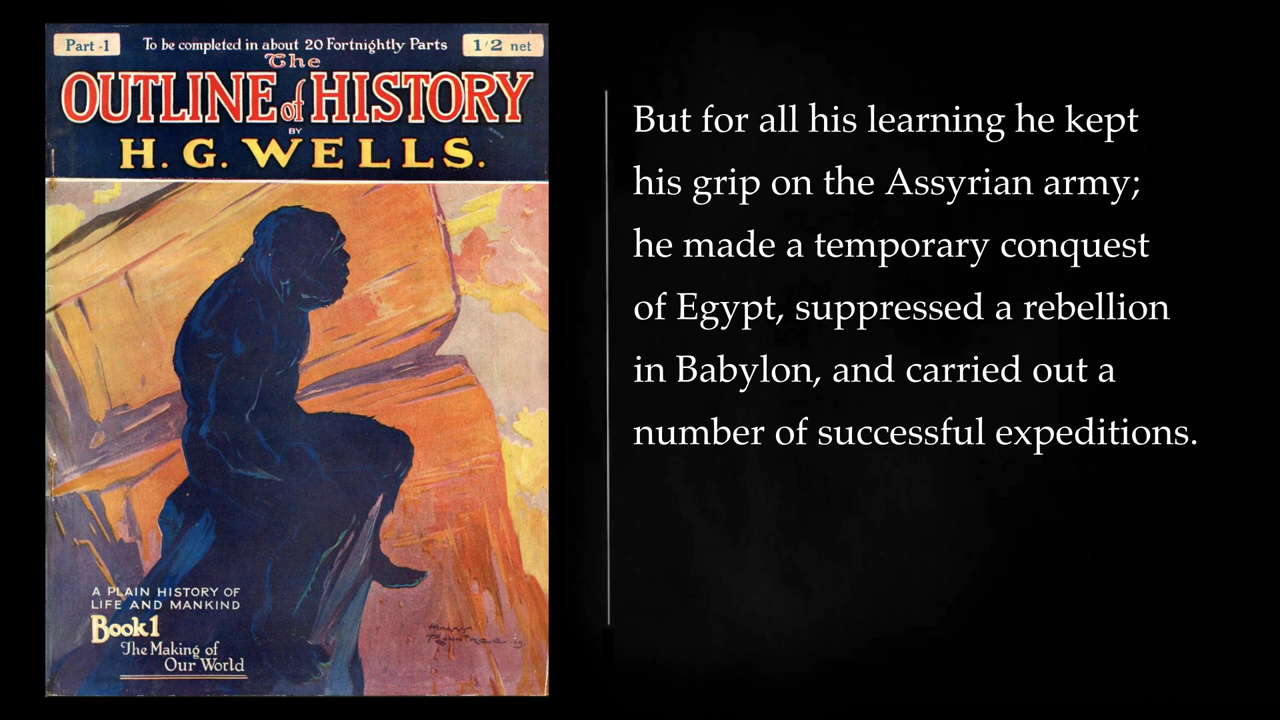 Part -1
To be completed in about 20 Fortnightly Parts
1/2 net
The
OUTLINE of HISTORY
BY
H. G. WELLS.
But for all his learning he kept
his grip on the Assyrian army;
he made a temporary conquest
of Egypt, suppressed a rebellion
in Babylon, and carried out a
number of successful expeditions.
A PLAIN HISTORY OF
LIFE AND MANKIND
Book 1
The Making of
Our World